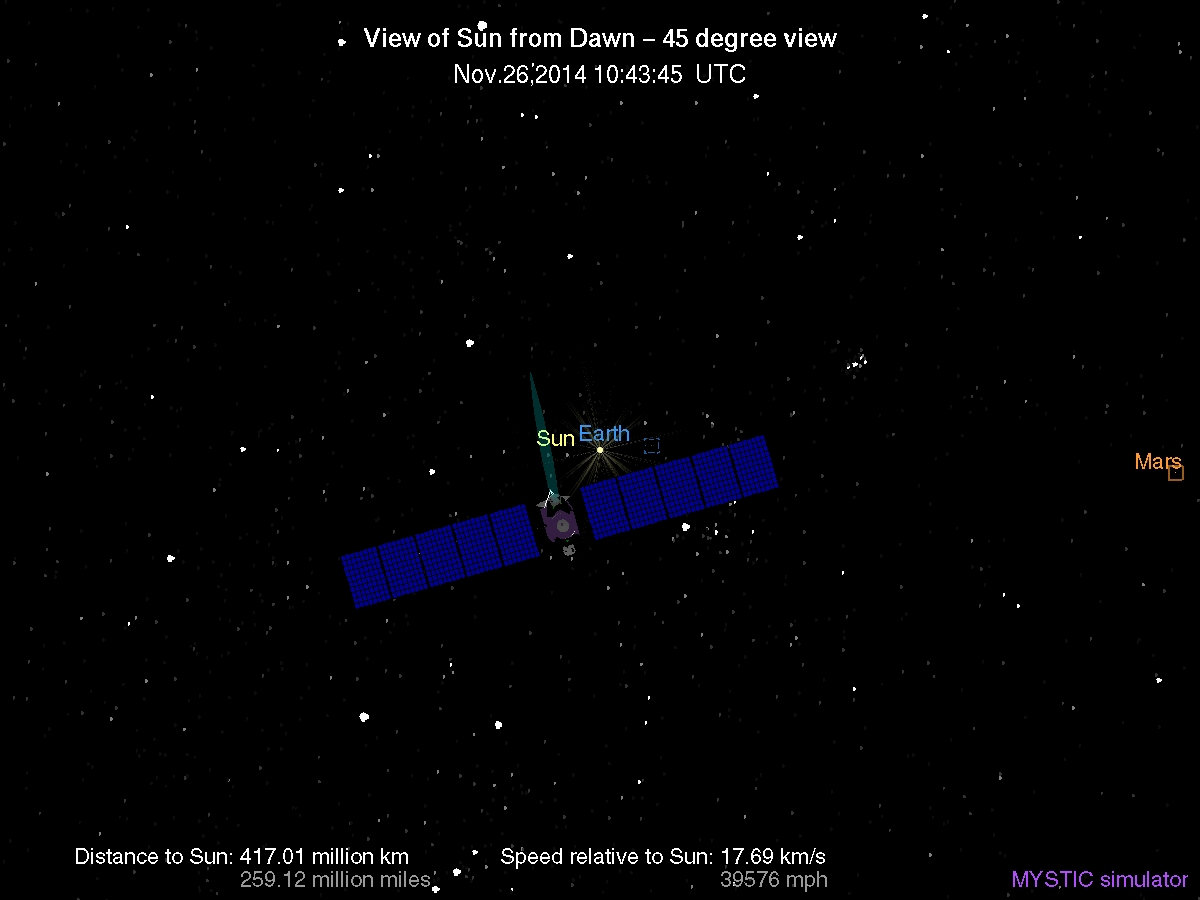 View of Sun from Dawn – 45 degree view
Nov.26,2014 10:43:45 UTC
Sun Earth
Mars
Distance to Sun: 417.01 million km
259.12 million miles
Speed relative to Sun: 17.69 km/s
39576 mph
MYSTIC simulator